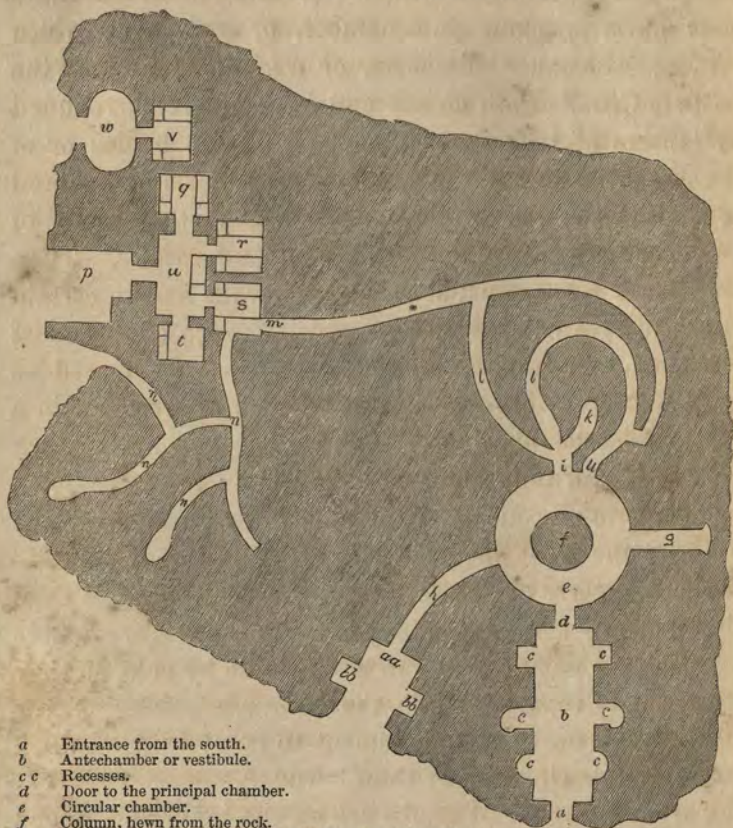 w
v
q
r
p
u
s
t
m
l
l
k
n
i
ll
n
n
n
f
g
e
d
aa
c
c
bb
bb
c
b
c
c
c
a
a Entrance from the south.
b Antechamber or vestibule.
c c Recesses.
d Door to the principal chamber.
e Circular chamber.
f Column, hewn from the rock.